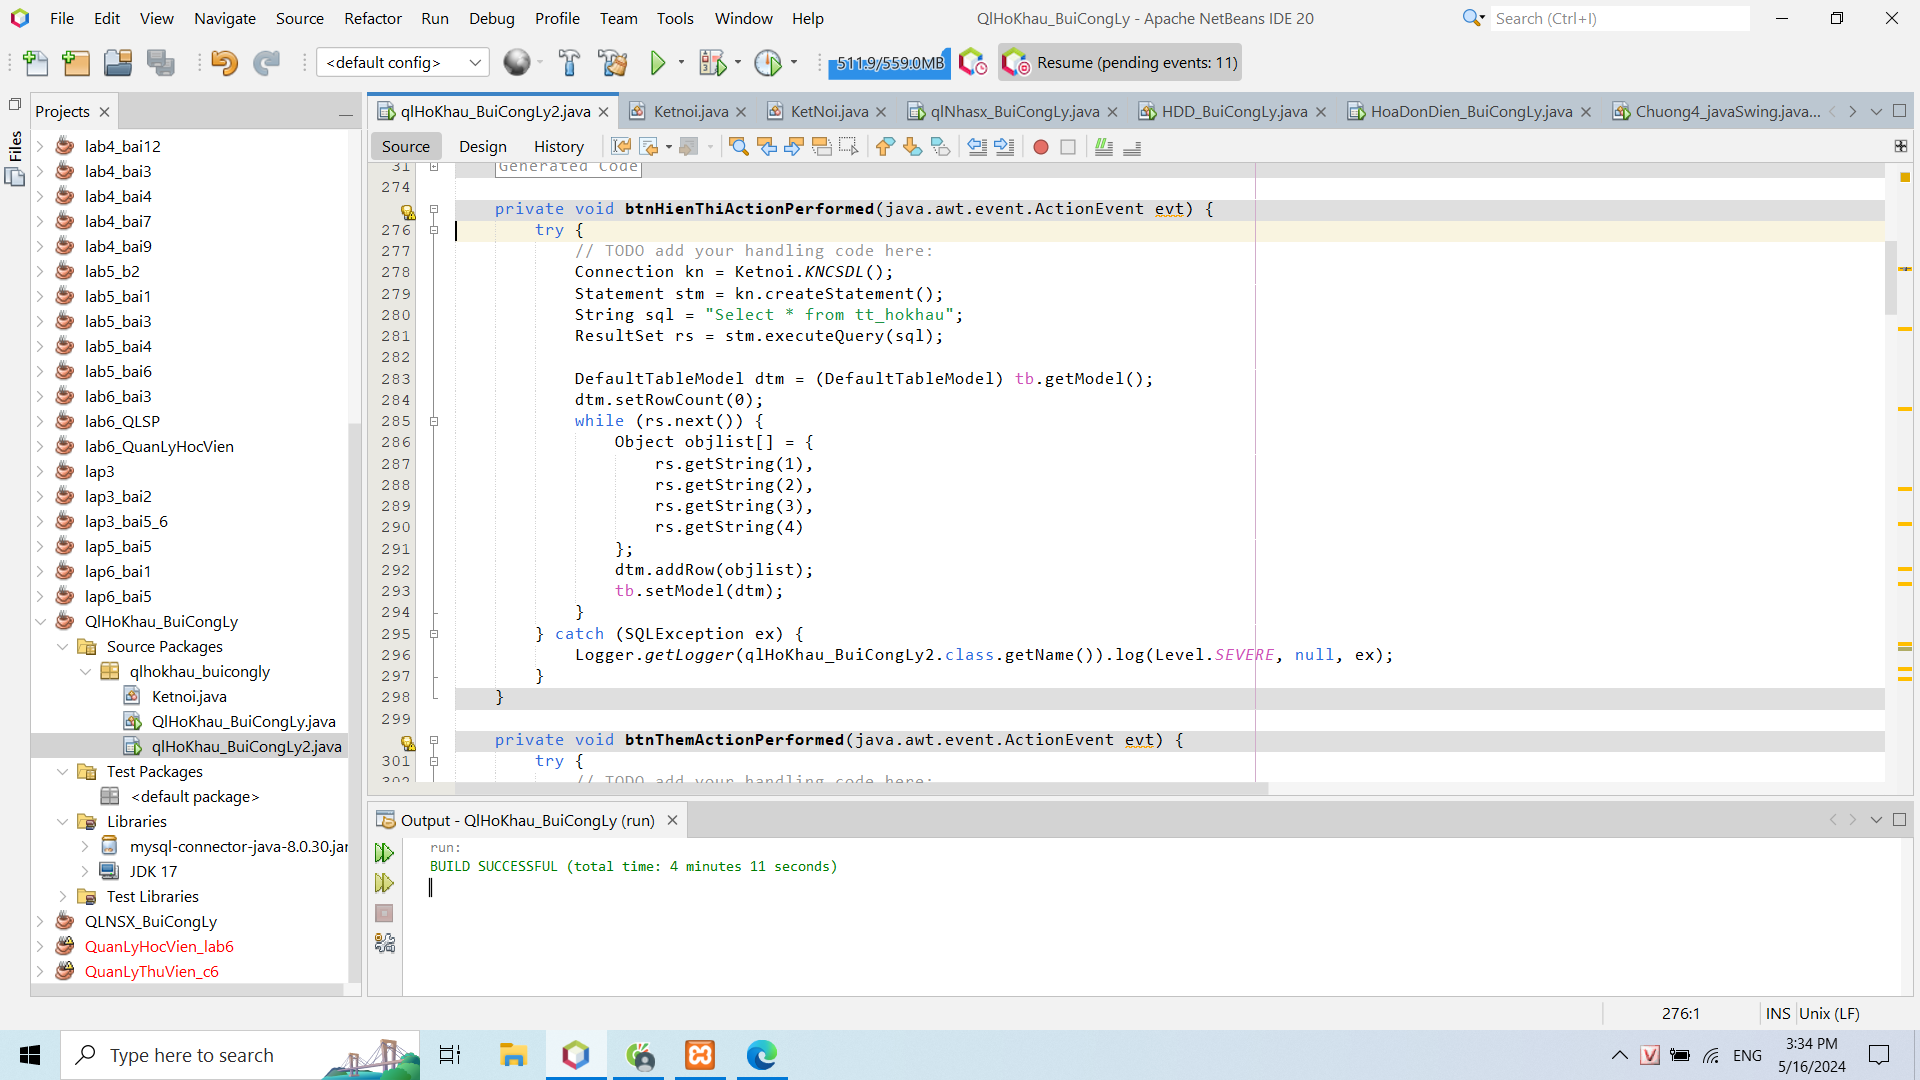 File Edit View Navigate Source Refactor Run Debug Profile Team Tools Window Help
QlHoKhau_BuiCongLy - Apache NetBeans IDE 20
Search (Ctrl+I)
<default config>
511.9/559.0MB
Resume (pending events: 11)
Files
Projects
lab4_bai12
lab4_bai3
lab4_bai4
lab4_bai7
lab4_bai9
lab5_b2
lab5_bai1
lab5_bai3
lab5_bai4
lab5_bai6
lab6_bai3
lab6_QLSP
lab6_QuanLyHocVien
lap3
lap3_bai2
lap3_bai5_6
lap5_bai5
lap6_bai1
lap6_bai5
QlHoKhau_BuiCongLy
Source Packages
qlhokhau_buicongly
Ketnoi.java
QlHoKhau_BuiCongLy.java
qlHoKhau_BuiCongLy2.java
Test Packages
<default package>
Libraries
mysql-connector-java-8.0.30.jar
JDK 17
Test Libraries
QLNSX_BuiCongLy
QuanLyHocVien_lab6
QuanLyThuVien_c6
qlHoKhau_BuiCongLy2.java Ketnoi.java KetNoi.java qlNhasx_BuiCongLy.java HDD_BuiCongLy.java HoaDonDien_BuiCongLy.java Chuong4_javaSwing.java...
Source Design History
31 Generated Code
274
private void btnHienThiActionPerformed(java.awt.event.ActionEvent evt) {
276 try {
277 // TODO add your handling code here:
278 Connection kn = Ketnoi.KNCSDL();
279 Statement stm = kn.createStatement();
280 String sql = "Select * from tt_hokhau";
281 ResultSet rs = stm.executeQuery(sql);
282
283 DefaultTableModel dtm = (DefaultTableModel) tb.getModel();
284 dtm.setRowCount(0);
285 while (rs.next()) {
286 Object objlist[] = {
287 rs.getString(1),
288 rs.getString(2),
289 rs.getString(3),
290 rs.getString(4)
291 };
292 dtm.addRow(objlist);
293 tb.setModel(dtm);
294 }
295 } catch (SQLException ex) {
296 Logger.getLogger(qlHoKhau_BuiCongLy2.class.getName()).log(Level.SEVERE, null, ex);
297 }
298 }
299
private void btnThemActionPerformed(java.awt.event.ActionEvent evt) {
301 try {
302 // TODO add your handling code here:
Output - QlHoKhau_BuiCongLy (run)
run:
BUILD SUCCESSFUL (total time: 4 minutes 11 seconds)
276:1 INS Unix (LF)
Type here to search
ENG
3:34 PM
5/16/2024